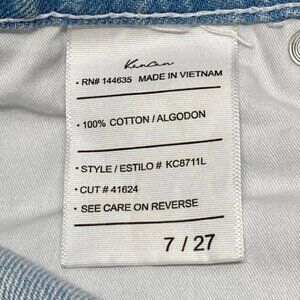 KanCan
• RN# 144635 MADE IN VIETNAM
• 100% COTTON / ALGODON
• STYLE / ESTILO # KC8711L
• CUT # 41624
• SEE CARE ON REVERSE
7 / 27